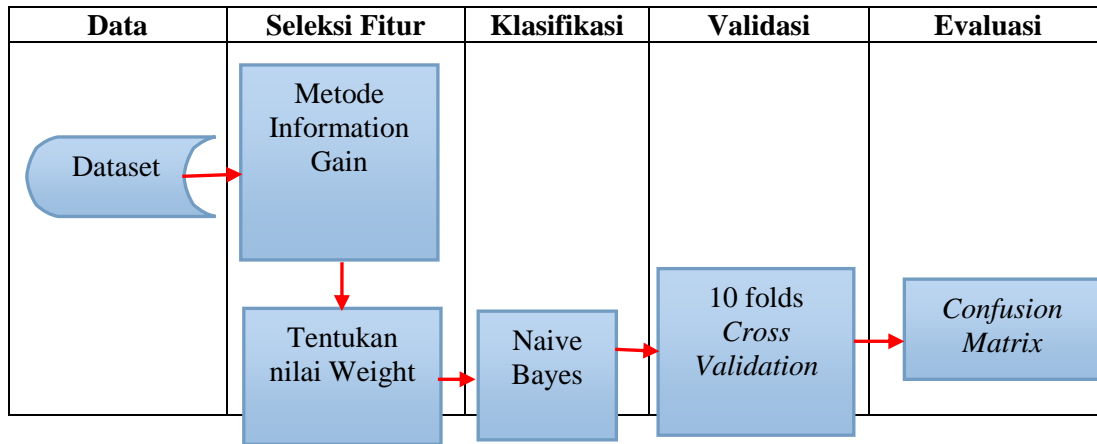 Data
Seleksi Fitur
Klasifikasi
Validasi
Evaluasi
Dataset
Metode
Information
Gain
Tentukan
nilai Weight
Naive
Bayes
10 folds
Cross
Validation
Confusion
Matrix